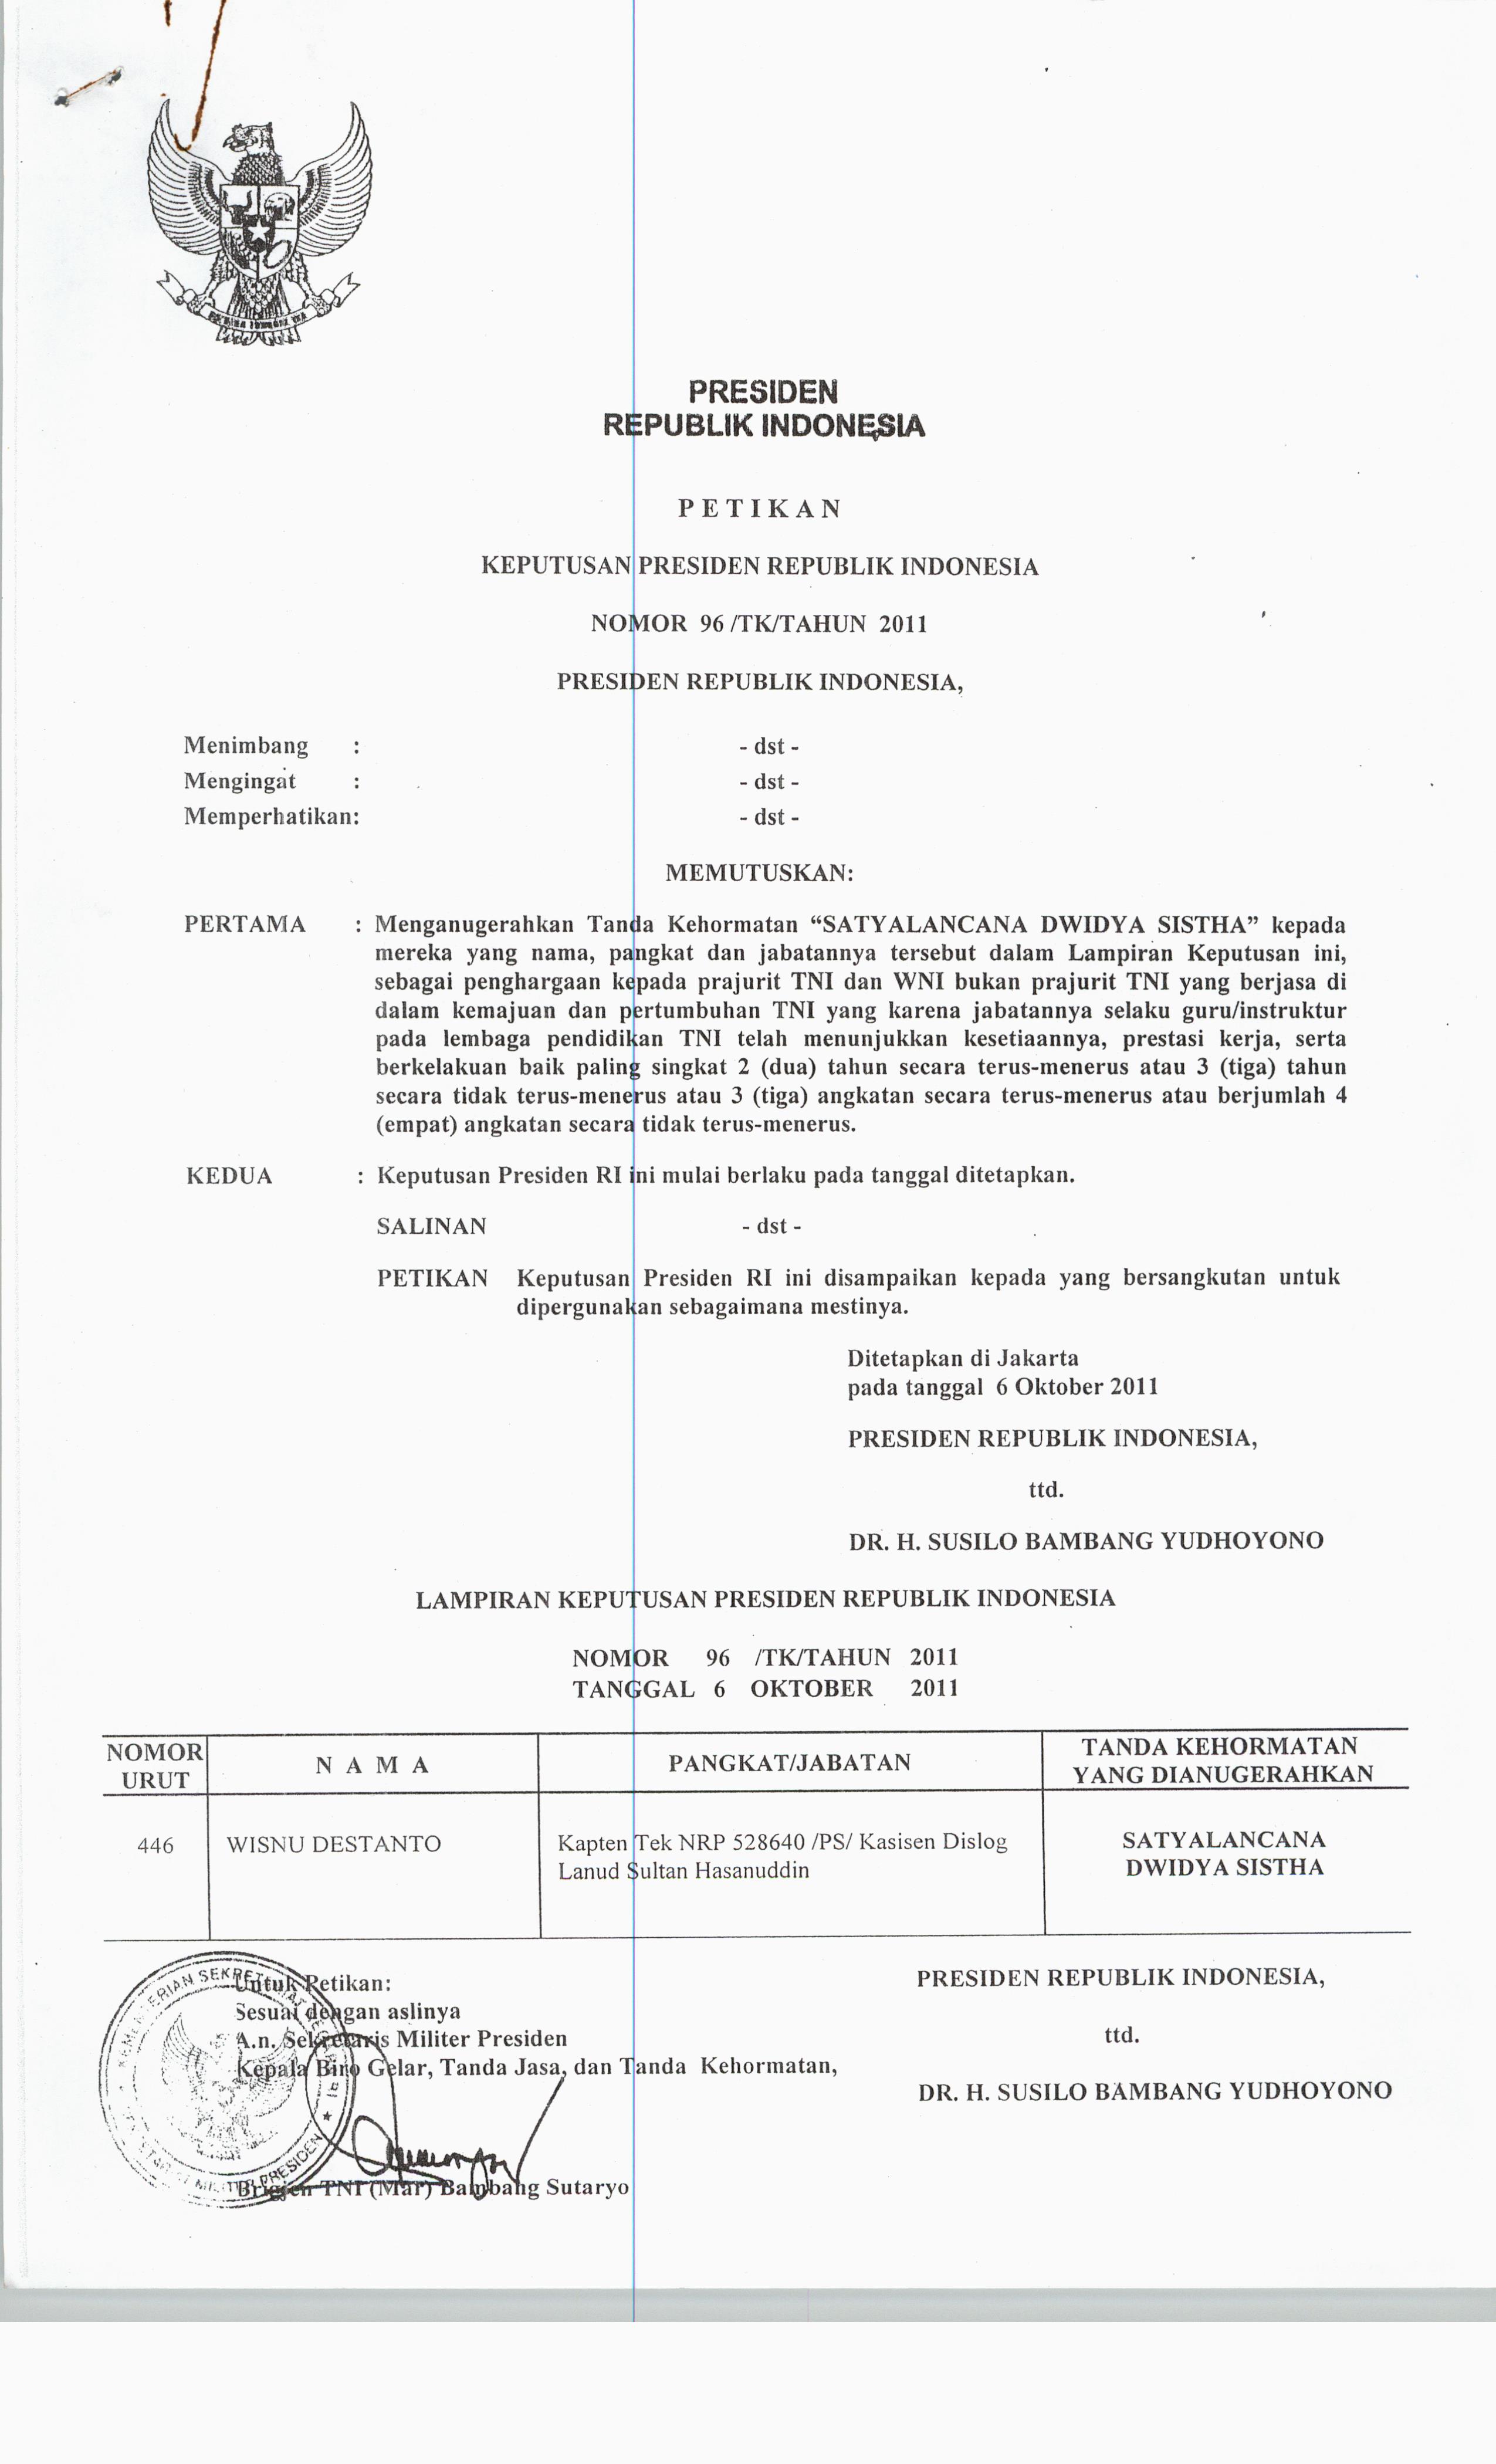 PRESIDEN
REPUBLIK INDONESIA
PETIKAN
KEPUTUSAN PRESIDEN REPUBLIK INDONESIA
NOMOR 96 /TK/TAHUN 2011
PRESIDEN REPUBLIK INDONESIA,
Menimbang : - dst -
Mengingat : - dst -
Memperhatikan: - dst -
MEMUTUSKAN:
PERTAMA : Menganugerahkan Tanda Kehormatan “SATYALANCANA DWIDYA SISTHA” kepada
mereka yang nama, pangkat dan jabatannya tersebut dalam Lampiran Keputusan ini,
sebagai penghargaan kepada prajurit TNI dan WNI bukan prajurit TNI yang berjasa di
dalam kemajuan dan pertumbuhan TNI yang karena jabatannya selaku guru/instruktur
pada lembaga pendidikan TNI telah menunjukkan kesetiaannya, prestasi kerja, serta
berkelakuan baik paling singkat 2 (dua) tahun secara terus-menerus atau 3 (tiga) tahun
secara tidak terus-menerus atau 3 (tiga) angkatan secara terus-menerus atau berjumlah 4
(empat) angkatan secara tidak terus-menerus.
KEDUA : Keputusan Presiden RI ini mulai berlaku pada tanggal ditetapkan.
SALINAN - dst -
PETIKAN Keputusan Presiden RI ini disampaikan kepada yang bersangkutan untuk
dipergunakan sebagaimana mestinya.
Ditetapkan di Jakarta
pada tanggal 6 Oktober 2011
PRESIDEN REPUBLIK INDONESIA,
ttd.
DR. H. SUSILO BAMBANG YUDHOYONO
LAMPIRAN KEPUTUSAN PRESIDEN REPUBLIK INDONESIA
NOMOR 96 /TK/TAHUN 2011
TANGGAL 6 OKTOBER 2011
NOMOR URUT NAMA PANGKAT/JABATAN TANDA KEHORMATAN YANG DIANUGERAHKAN
446 WISNU DESTANTO Kapten Tek NRP 528640 /PS/ Kasisen Dislog SATYALANCANA
Lanud Sultan Hasanuddin DWIDYA SISTHA
Untuk Petikan:
Sesuai dengan aslinya
A.n. Sekretaris Militer Presiden
Kepala Biro Gelar, Tanda Jasa, dan Tanda Kehormatan,
Brigjen TNI (Mar) Bambang Sutaryo
PRESIDEN REPUBLIK INDONESIA,
ttd.
DR. H. SUSILO BAMBANG YUDHOYONO